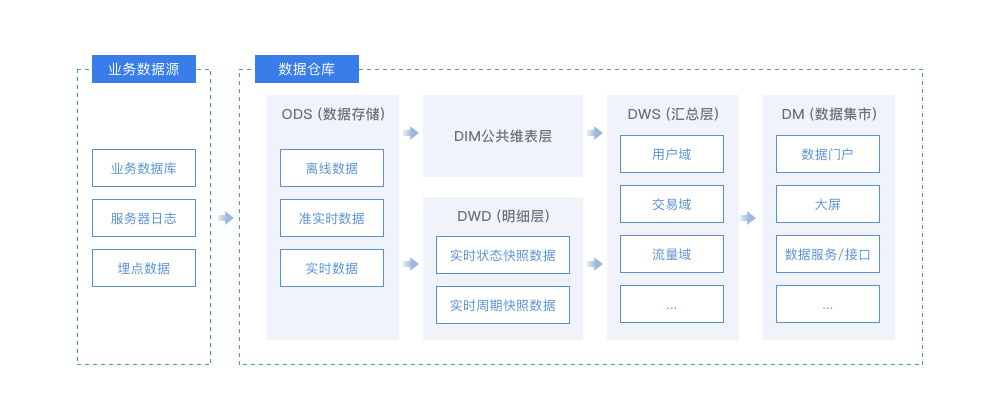 业务数据源
业务数据库
服务器日志
埋点数据
数据仓库
ODS (数据存储)
离线数据
准实时数据
实时数据
DIM公共维表层
DWD (明细层)
实时状态快照数据
实时周期快照数据
DWS (汇总层)
用户域
交易域
流量域
...
DM (数据集市)
数据门户
大屏
数据服务/接口
...